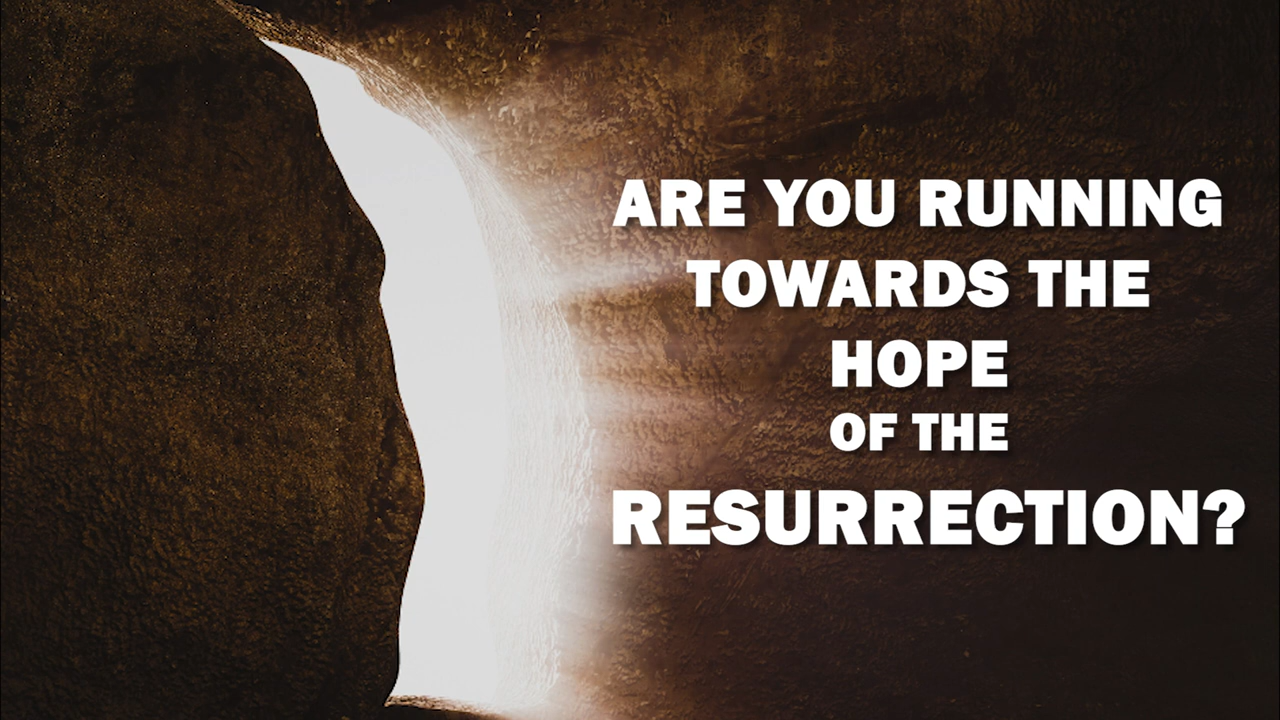 ARE YOU RUNNING
TOWARDS THE
HOPE
OF THE
RESURRECTION?